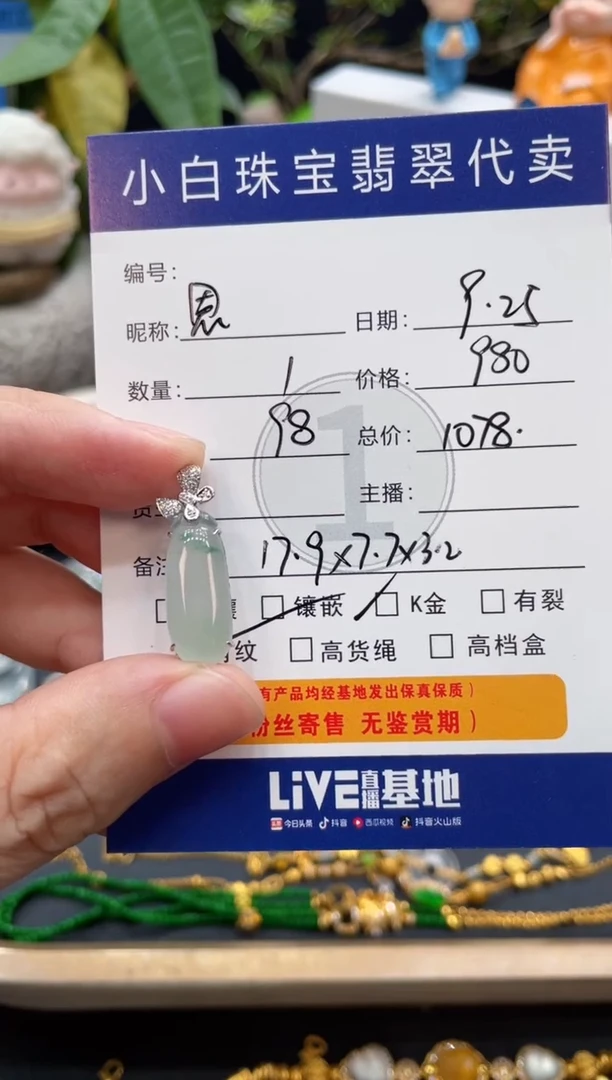 小白珠宝翡翠代卖
编号:
昵称: 恩 日期: 9.25
数量: 1 价格: 980
98 总价: 1078.
主播:
备注 17.9×7.7×3.2
镶嵌 K金 有裂
纹 高货绳 高档盒
有产品均经基地发出保真保质)
粉丝寄售 无鉴赏期)
LiVE直播基地
今日头条 抖音 西瓜视频 抖音火山版